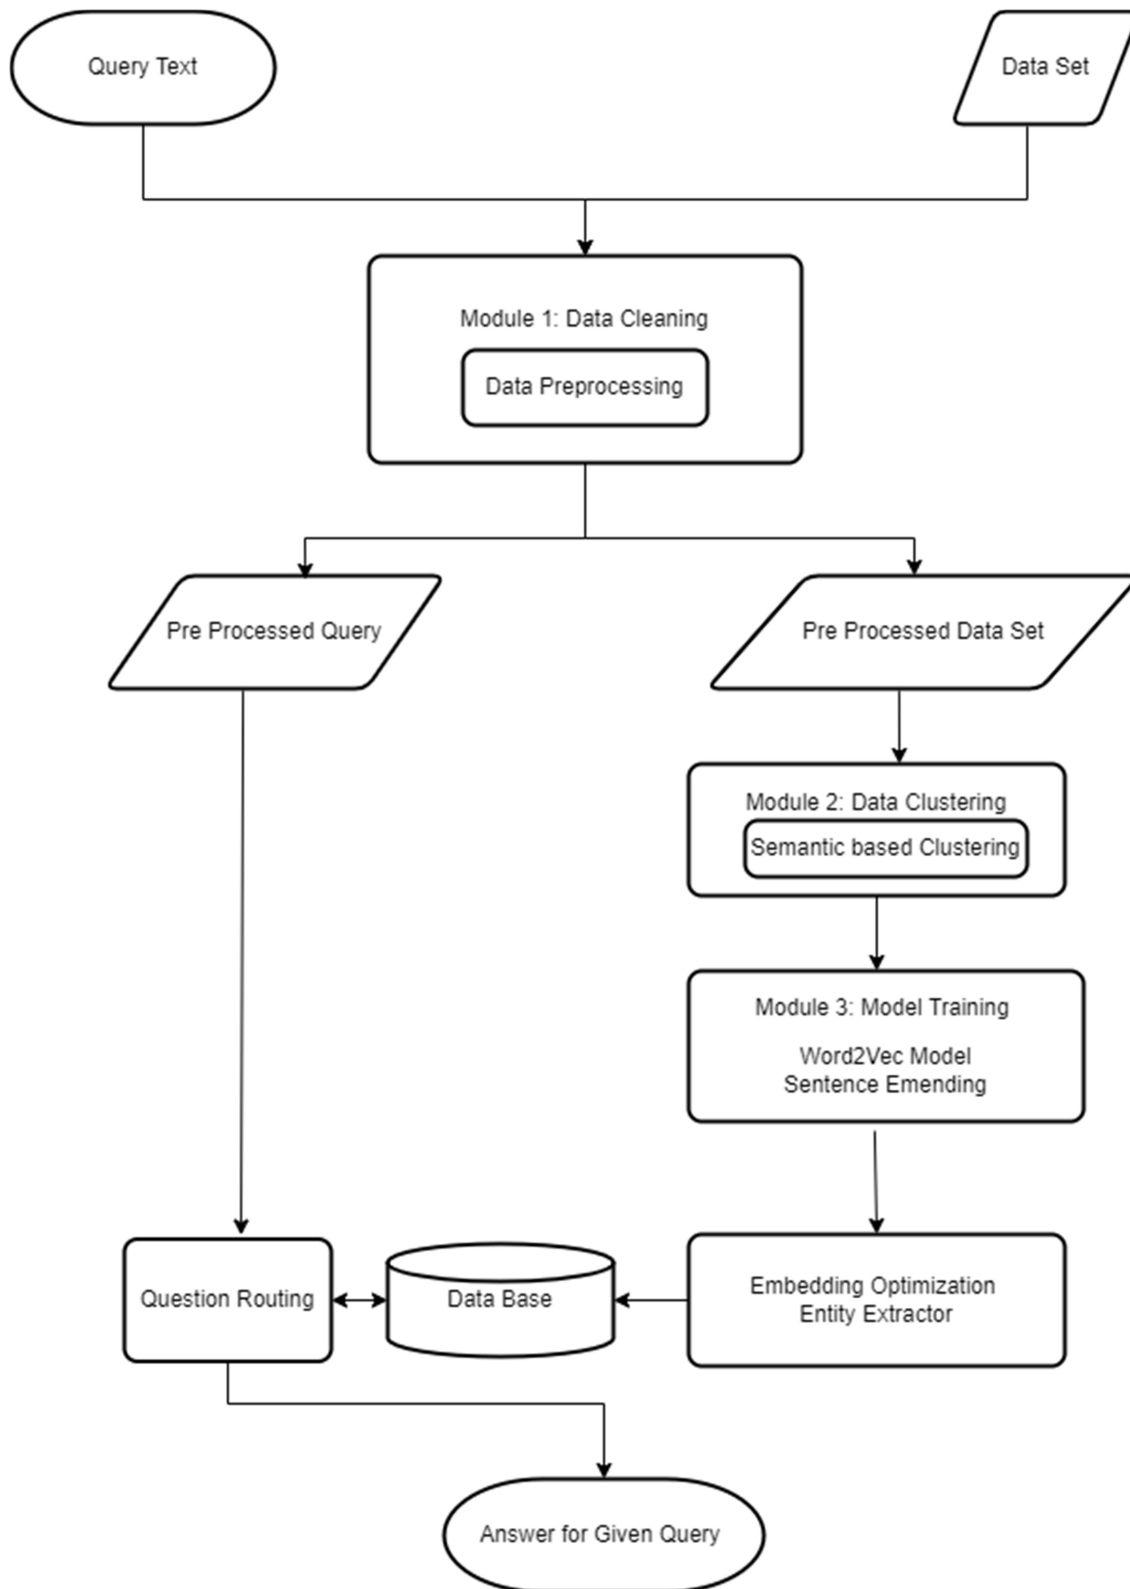 Query Text
Data Set
Module 1: Data Cleaning
Data Preprocessing
Pre Processed Query
Pre Processed Data Set
Module 2: Data Clustering
Semantic based Clustering
Module 3: Model Training
Word2Vec Model
Sentence Emending
Question Routing
Data Base
Embedding Optimization
Entity Extractor
Answer for Given Query